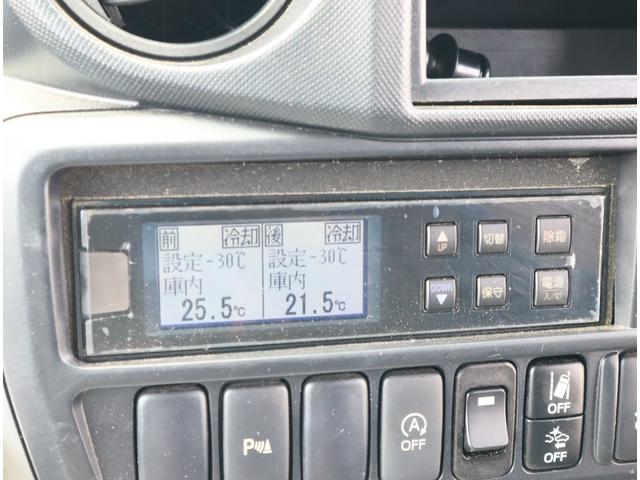 前 冷却 後 冷却
設定-30℃ 設定-30℃
庫内 庫内
25.5℃ 21.5℃
UP 切替 除霜
DOWN 保守 電源
入/切
P
A
OFF
OFF
OFF